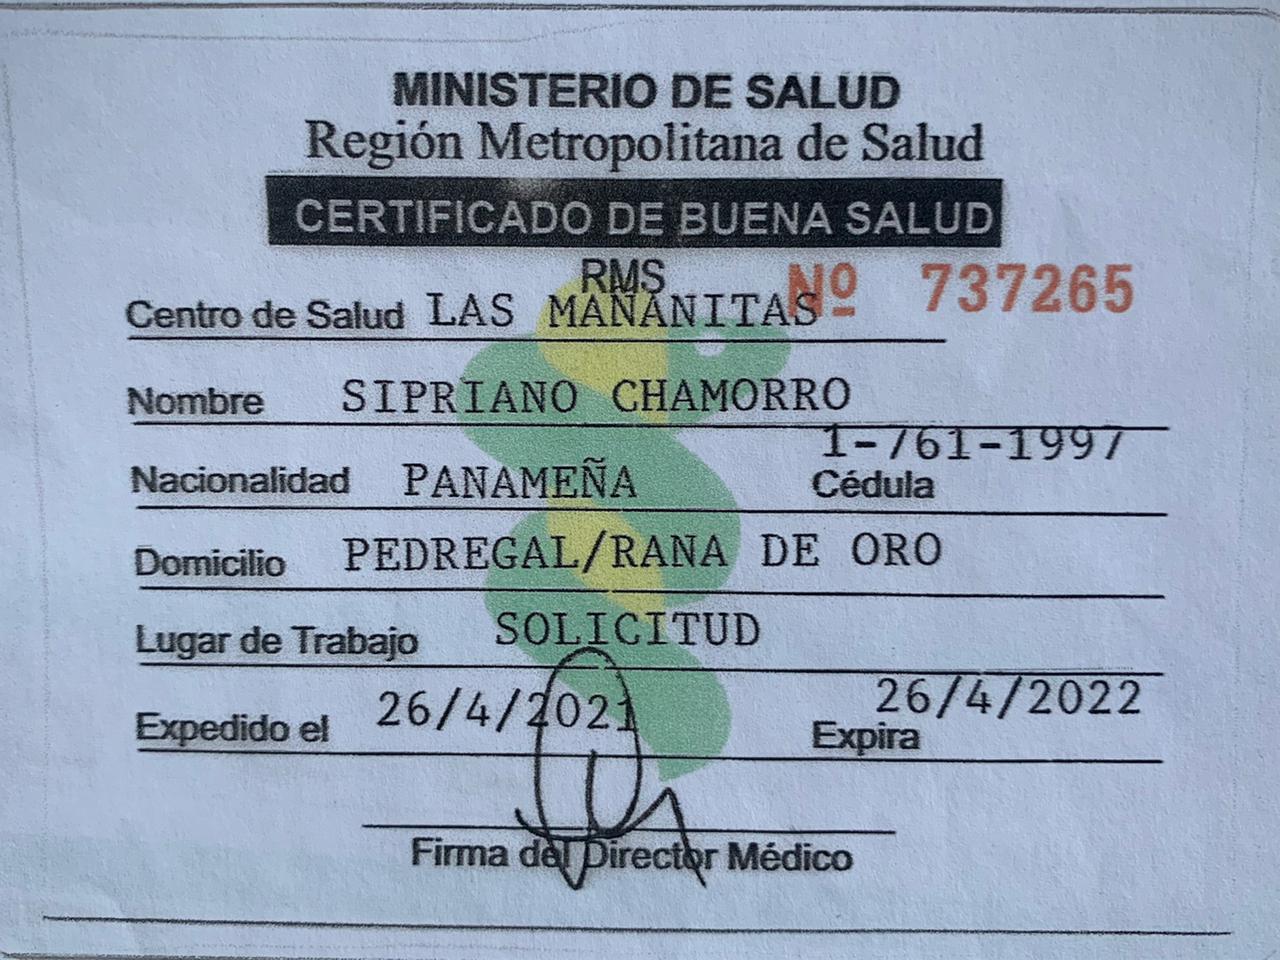 MINISTERIO DE SALUD
Región Metropolitana de Salud
CERTIFICADO DE BUENA SALUD
RMS
Nº 737265
Centro de Salud LAS MAÑANITAS
Nombre SIPRIANO CHAMORRO
Nacionalidad PANAMEÑA Cédula 1-761-1997
Domicilio PEDREGAL/RANA DE ORO
Lugar de Trabajo SOLICITUD
Expedido el 26/4/2021 Expira 26/4/2022
Firma del Director Médico